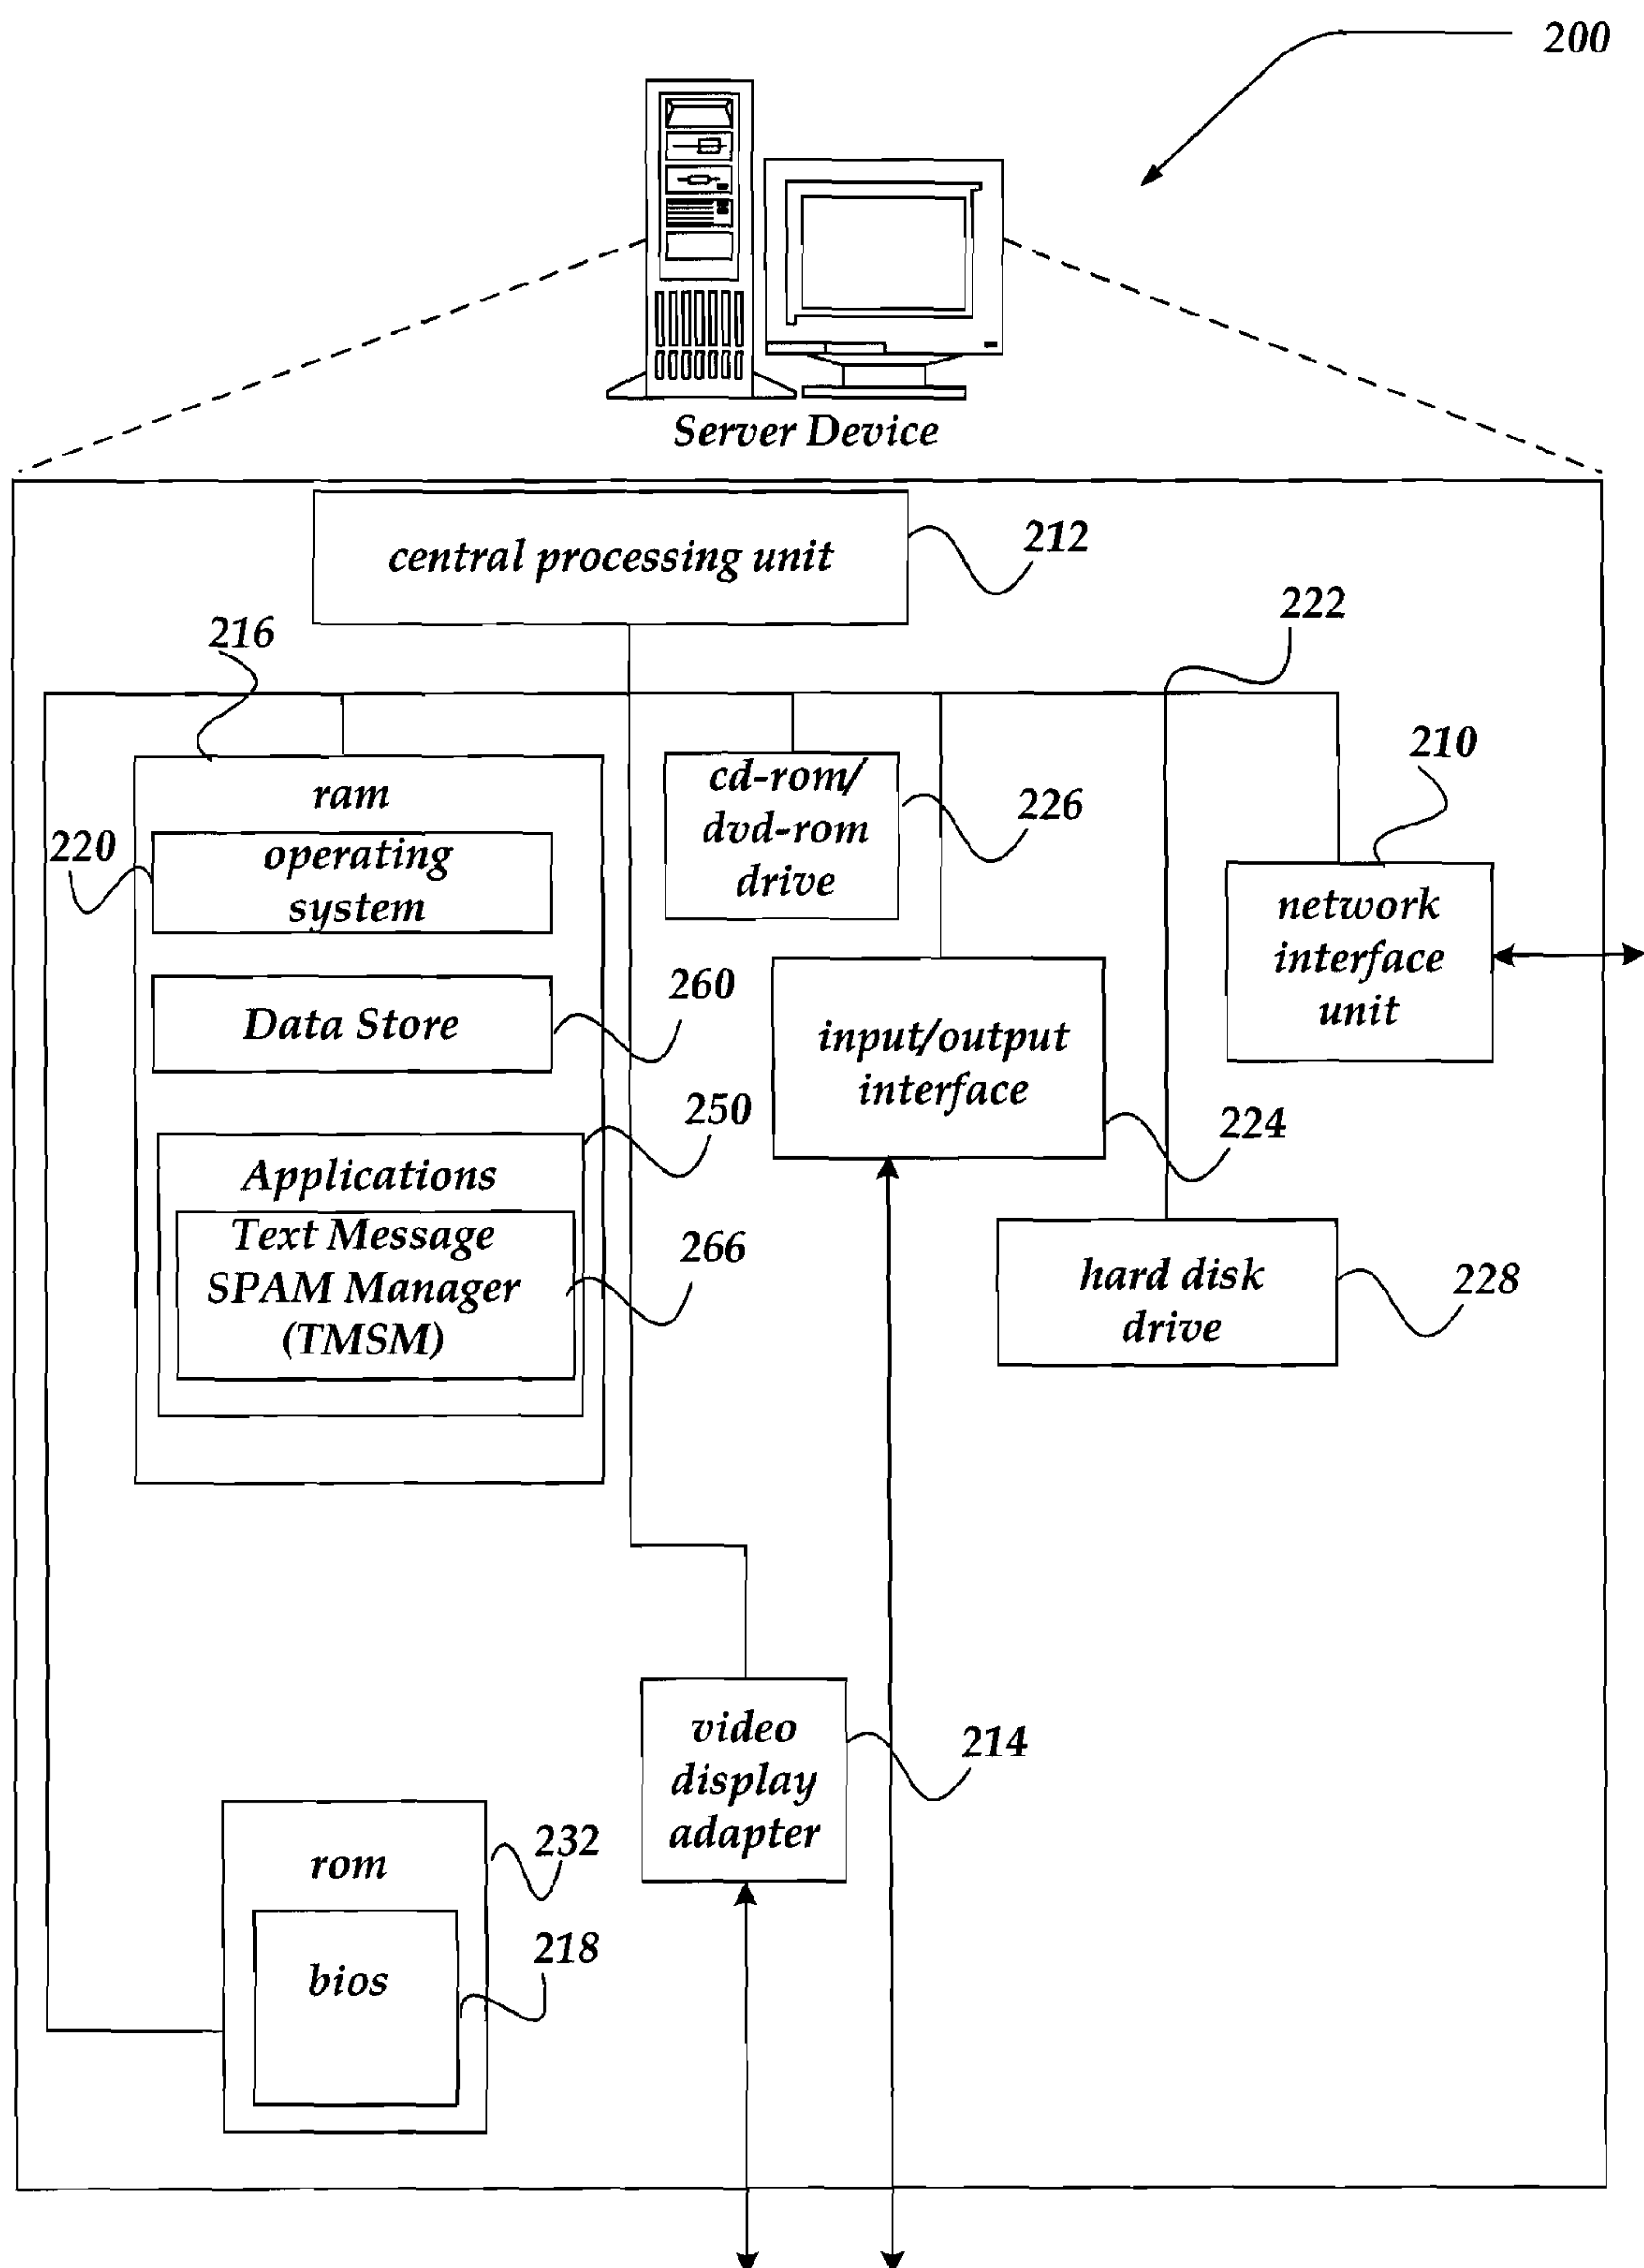 200
Server Device
central processing unit
212
222
216
210
ram
cd-rom/
dvd-rom
drive
226
220
operating
system
network
interface
unit
Data Store
260
input/output
interface
250
224
Applications
Text Message
SPAM Manager
(TMSM)
266
hard disk
drive
228
video
display
adapter
214
rom
232
bios
218